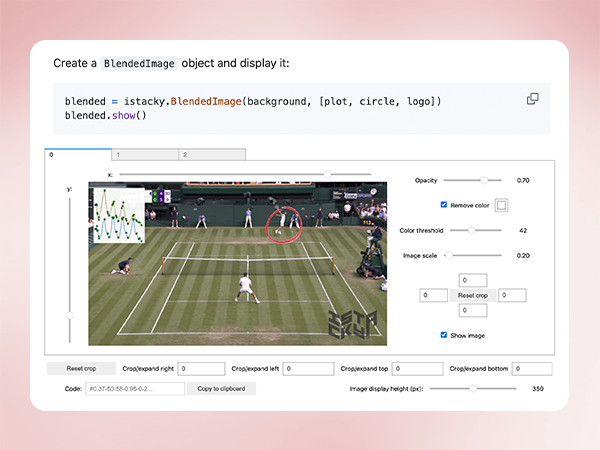 Create a BlendedImage object and display it:
blended = istacky.BlendedImage(background, [plot, circle, logo])
blended.show()
0 1 2
x:
y:
Opacity 0.70
Remove color
Color threshold 42
Image scale 0.20
0
0 Reset crop 0
0
Show image
Reset crop Crop/expand right 0 Crop/expand left 0 Crop/expand top 0 Crop/expand bottom 0
Code: #0.37-50-58-0.95-0-2... Copy to clipboard Image display height (px): 350